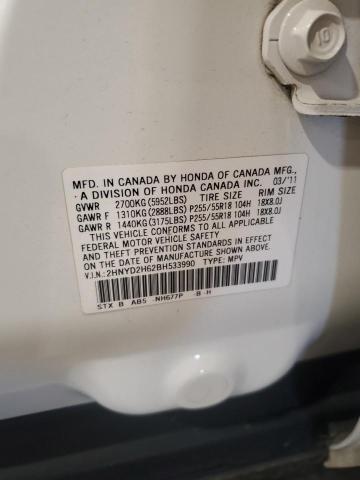 10
MFD. IN CANADA BY HONDA OF CANADA MFG.,
A DIVISION OF HONDA CANADA INC. 03/'11
GVWR 2700KG (5952LBS) TIRE SIZE RIM SIZE
GAWR F 1310KG (2888LBS) P255/55R18 104H 18X8.0J
GAWR R 1440KG (3175LBS) P255/55R18 104H 18X8.0J
THIS VEHICLE CONFORMS TO ALL APPLICABLE
FEDERAL MOTOR VEHICLE SAFETY, BUMPER,
AND THEFT PREVENTION STANDARDS IN EFFECT
ON THE DATE OF MANUFACTURE SHOWN ABOVE.
V.I.N.: 2HNYD2H62BH533990 TYPE: MPV
STX B AB5 -NH677P -B -H